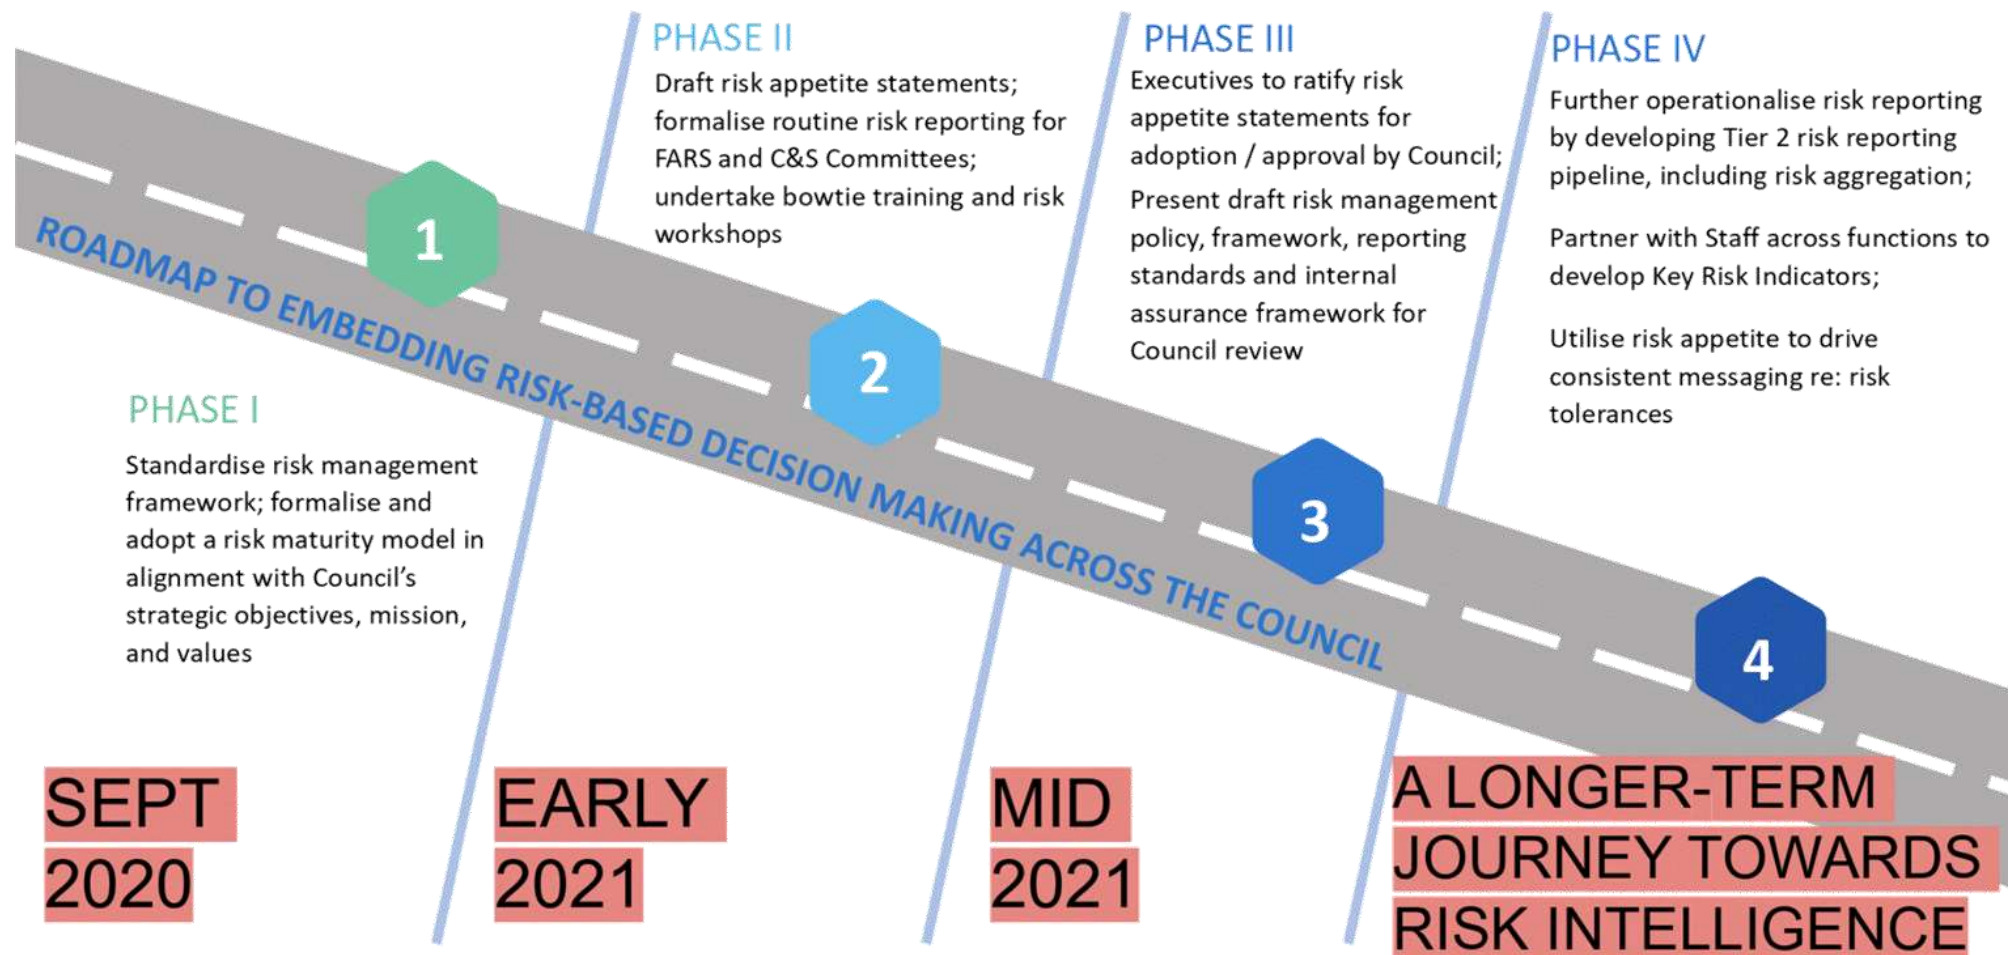 PHASE I
Standardise risk management
framework; formalise and
adopt a risk maturity model in
alignment with Council’s
strategic objectives, mission,
and values
PHASE II
Draft risk appetite statements;
formalise routine risk reporting for
FARS and C&S Committees;
undertake bowtie training and risk
workshops
PHASE III
Executives to ratify risk
appetite statements for
adoption / approval by Council;
Present draft risk management
policy, framework, reporting
standards and internal
assurance framework for
Council review
PHASE IV
Further operationalise risk reporting
by developing Tier 2 risk reporting
pipeline, including risk aggregation;
Partner with Staff across functions to
develop Key Risk Indicators;
Utilise risk appetite to drive
consistent messaging re: risk
tolerances
1
2
3
4
ROADMAP TO EMBEDDING RISK-BASED DECISION MAKING ACROSS THE COUNCIL
SEPT
2020
EARLY
2021
MID
2021
A LONGER-TERM
JOURNEY TOWARDS
RISK INTELLIGENCE